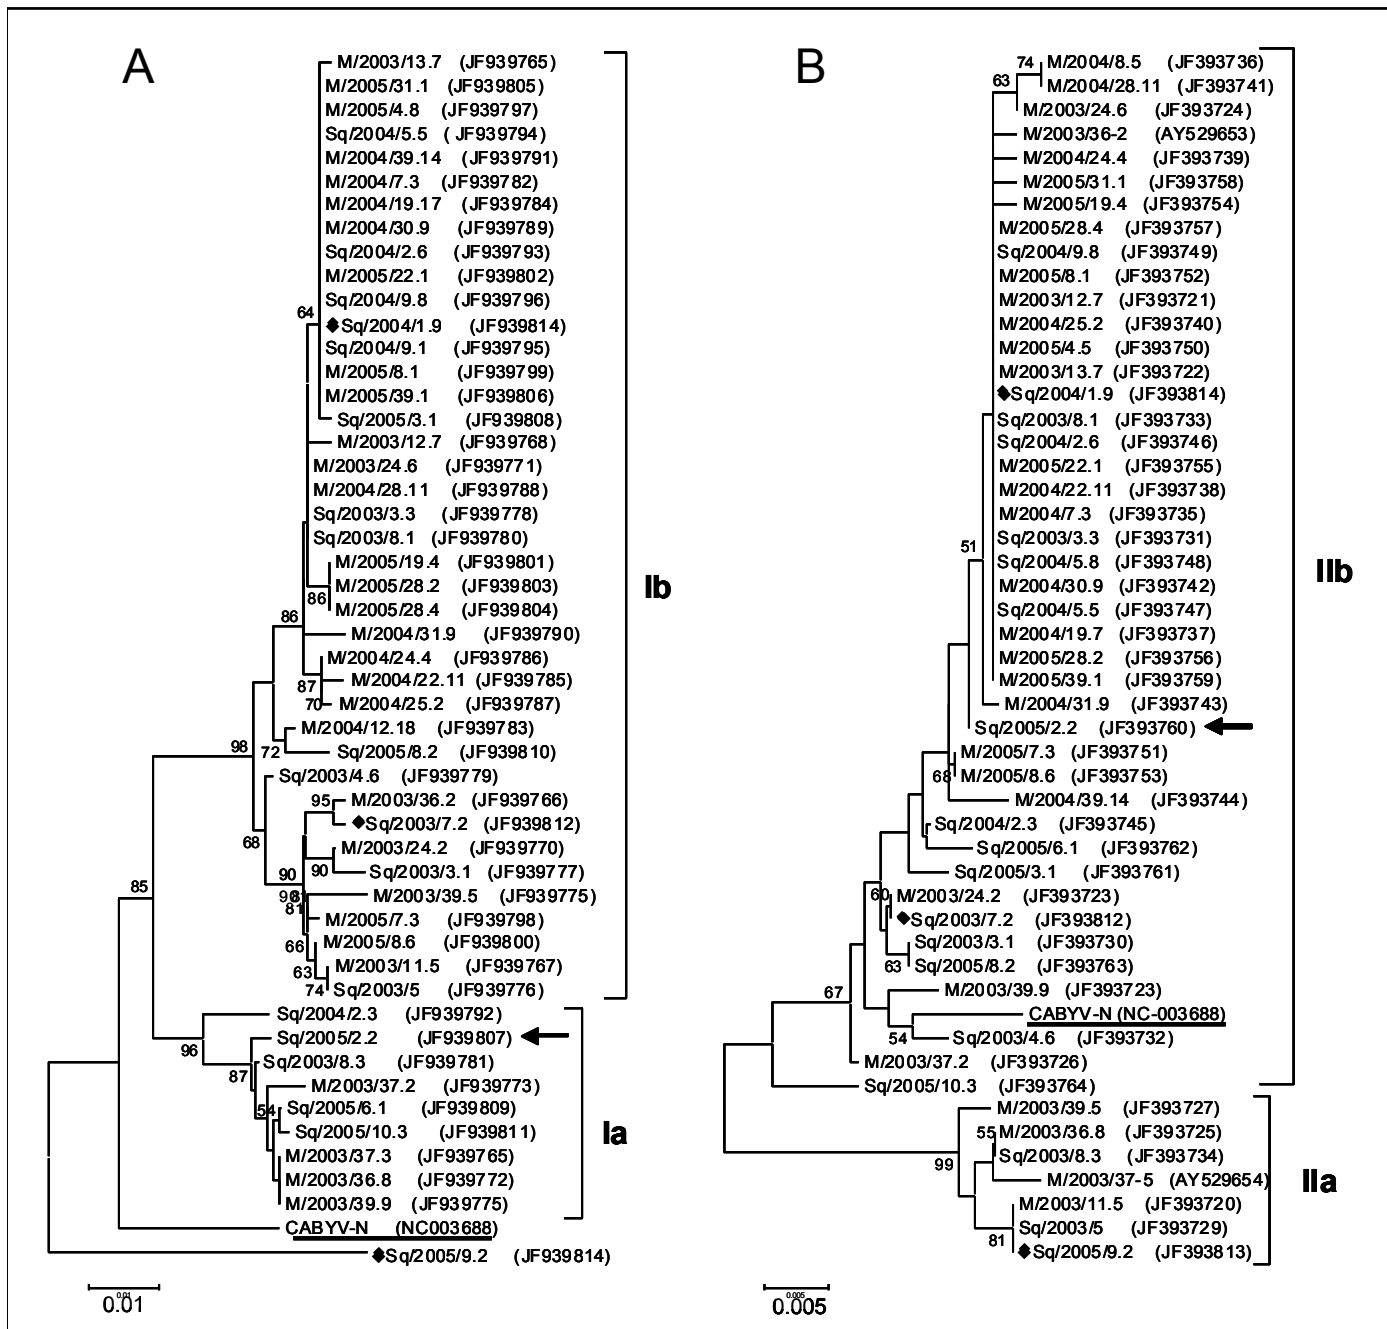 A
M/2003/13.7 (JF939765)
M/2005/31.1 (JF939805)
M/2005/4.8 (JF939797)
Sq/2004/5.5 ( JF939794)
M/2004/39.14 (JF939791)
M/2004/7.3 (JF939782)
M/2004/19.17 (JF939784)
M/2004/30.9 (JF939789)
Sq/2004/2.6 (JF939793)
M/2005/22.1 (JF939802)
Sq/2004/9.8 (JF939796)
64
Sq/2004/1.9 (JF939814)
Sq/2004/9.1 (JF939795)
M/2005/8.1 (JF939799)
M/2005/39.1 (JF939806)
Sq/2005/3.1 (JF939808)
M/2003/12.7 (JF939768)
M/2003/24.6 (JF939771)
M/2004/28.11 (JF939788)
Sq/2003/3.3 (JF939778)
Sq/2003/8.1 (JF939780)
M/2005/19.4 (JF939801)
M/2005/28.2 (JF939803)
86
M/2005/28.4 (JF939804)
Ib
86
M/2004/31.9 (JF939790)
M/2004/24.4 (JF939786)
87
M/2004/22.11 (JF939785)
70
M/2004/25.2 (JF939787)
M/2004/12.18 (JF939783)
98
72
Sq/2005/8.2 (JF939810)
Sq/2003/4.6 (JF939779)
95
M/2003/36.2 (JF939766)
Sq/2003/7.2 (JF939812)
68
M/2003/24.2 (JF939770)
90
90
Sq/2003/3.1 (JF939777)
85
M/2003/39.5 (JF939775)
81
M/2005/7.3 (JF939798)
66
M/2005/8.6 (JF939800)
63
M/2003/11.5 (JF939767)
74
Sq/2003/5 (JF939776)
Sq/2004/2.3 (JF939792)
96
Sq/2005/2.2 (JF939807)
87
Sq/2003/8.3 (JF939781)
M/2003/37.2 (JF939773)
54
Sq/2005/6.1 (JF939809)
Sq/2005/10.3 (JF939811)
Ia
M/2003/37.3 (JF939765)
M/2003/36.8 (JF939772)
M/2003/39.9 (JF939775)
CABYV-N (NC003688)
Sq/2005/9.2 (JF939814)
0.01
0.01
B
74
M/2004/8.5 (JF393736)
63
M/2004/28.11 (JF393741)
M/2003/24.6 (JF393724)
M/2003/36-2 (AY529653)
M/2004/24.4 (JF393739)
M/2005/31.1 (JF393758)
M/2005/19.4 (JF393754)
M/2005/28.4 (JF393757)
Sq/2004/9.8 (JF393749)
M/2005/8.1 (JF393752)
M/2003/12.7 (JF393721)
M/2004/25.2 (JF393740)
M/2005/4.5 (JF393750)
M/2003/13.7 (JF393722)
Sq/2004/1.9 (JF393814)
Sq/2003/8.1 (JF393733)
Sq/2004/2.6 (JF393746)
M/2005/22.1 (JF393755)
M/2004/22.11 (JF393738)
M/2004/7.3 (JF393735)
Sq/2003/3.3 (JF393731)
51
Sq/2004/5.8 (JF393748)
IIb
M/2004/30.9 (JF393742)
Sq/2004/5.5 (JF393747)
M/2004/19.7 (JF393737)
M/2005/28.2 (JF393756)
M/2005/39.1 (JF393759)
M/2004/31.9 (JF393743)
Sq/2005/2.2 (JF393760)
M/2005/7.3 (JF393751)
68
M/2005/8.6 (JF393753)
M/2004/39.14 (JF393744)
Sq/2004/2.3 (JF393745)
Sq/2005/6.1 (JF393762)
Sq/2005/3.1 (JF393761)
60
M/2003/24.2 (JF393723)
Sq/2003/7.2 (JF393812)
Sq/2003/3.1 (JF393730)
63
Sq/2005/8.2 (JF393763)
67
M/2003/39.9 (JF393723)
CABYV-N (NC-003688)
54
Sq/2003/4.6 (JF393732)
M/2003/37.2 (JF393726)
Sq/2005/10.3 (JF393764)
M/2003/39.5 (JF393727)
55
M/2003/36.8 (JF393725)
99
Sq/2003/8.3 (JF393734)
M/2003/37-5 (AY529654)
IIa
M/2003/11.5 (JF393720)
Sq/2003/5 (JF393729)
81
Sq/2005/9.2 (JF393813)
0.005
0.005